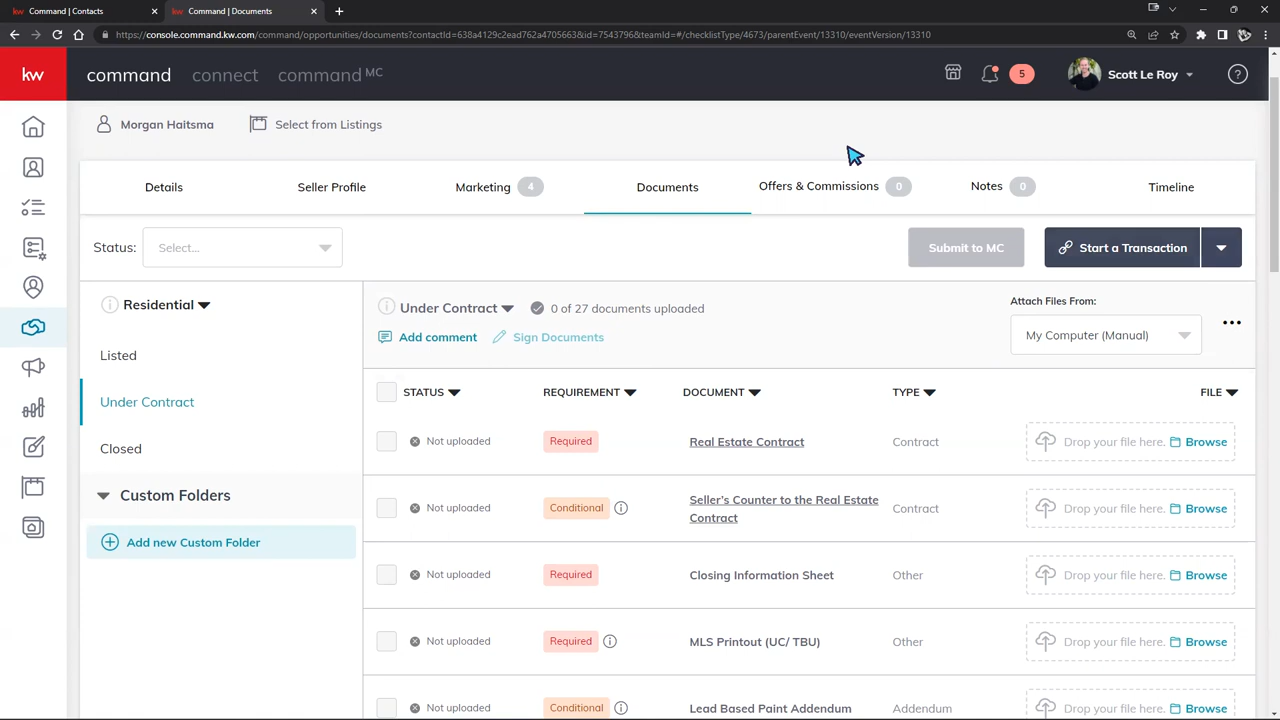 Command | Contacts
Command | Documents
https://console.command.kw.com/command/opportunities/documents?contactId=638a4129c2ead762a4705663&id=7543796&teamId=#/checklistType/4673/parentEvent/13310/eventVersion/13310
kw command connect command MC 5 Scott Le Roy
Morgan Haitsma Select from Listings
Details Seller Profile Marketing 4 Documents Offers & Commissions 0 Notes 0 Timeline
Status: Select... Submit to MC Start a Transaction
Residential
Listed
Under Contract
Closed
Custom Folders
Add new Custom Folder
Under Contract 0 of 27 documents uploaded
Add comment Sign Documents
Attach Files From:
My Computer (Manual)
STATUS REQUIREMENT DOCUMENT TYPE FILE
Not uploaded Required Real Estate Contract Contract Drop your file here. Browse
Not uploaded Conditional Seller's Counter to the Real Estate
Contract Contract Drop your file here. Browse
Not uploaded Required Closing Information Sheet Other Drop your file here. Browse
Not uploaded Required MLS Printout (UC/ TBU) Other Drop your file here. Browse
Not uploaded Conditional Lead Based Paint Addendum Addendum Drop your file here. Browse